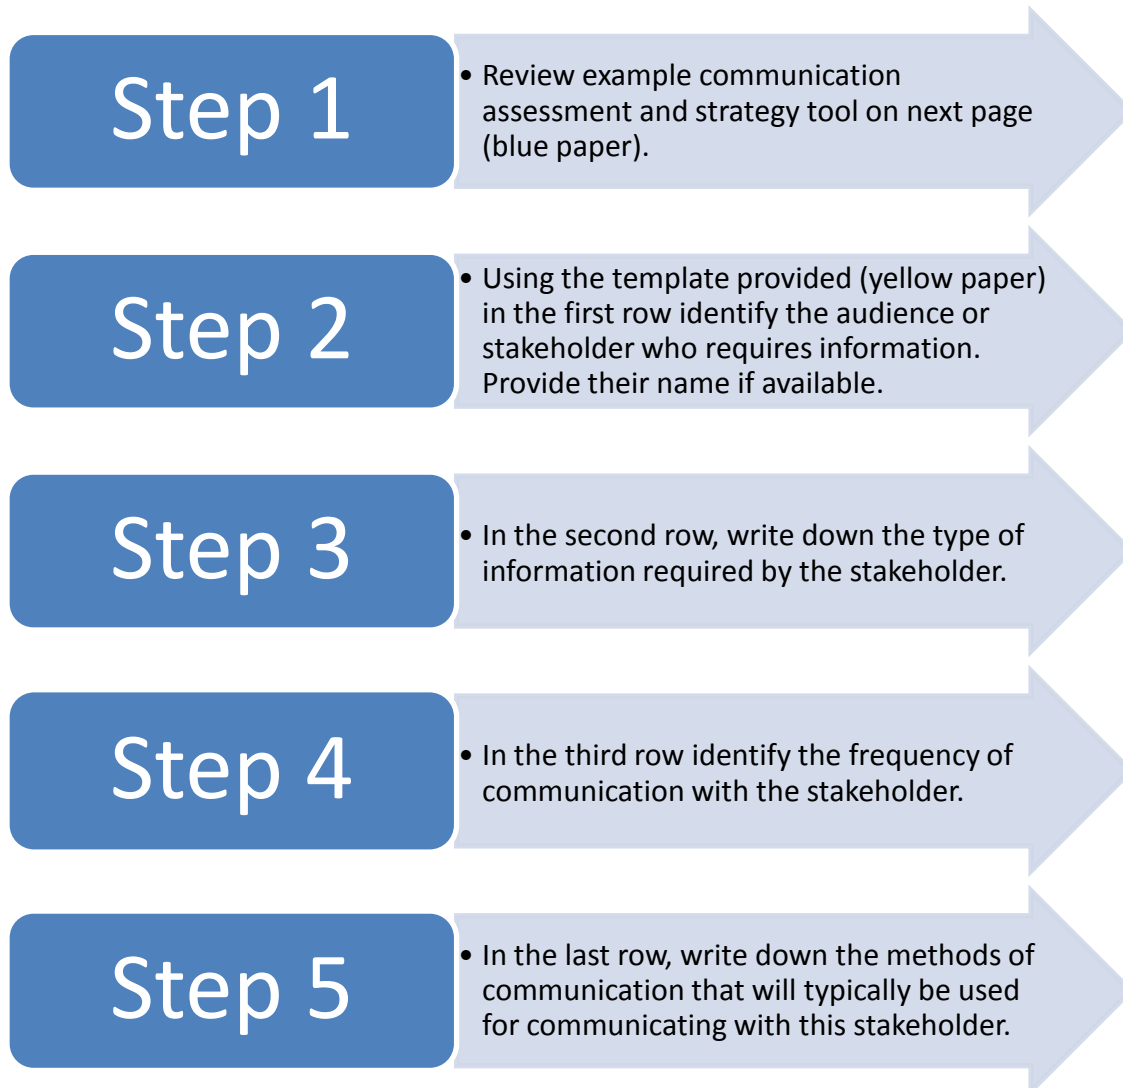 Step 1
• Review example communication
assessment and strategy tool on next page
(blue paper).
Step 2
• Using the template provided (yellow paper)
in the first row identify the audience or
stakeholder who requires information.
Provide their name if available.
Step 3
• In the second row, write down the type of
information required by the stakeholder.
Step 4
• In the third row identify the frequency of
communication with the stakeholder.
Step 5
• In the last row, write down the methods of
communication that will typically be used
for communicating with this stakeholder.